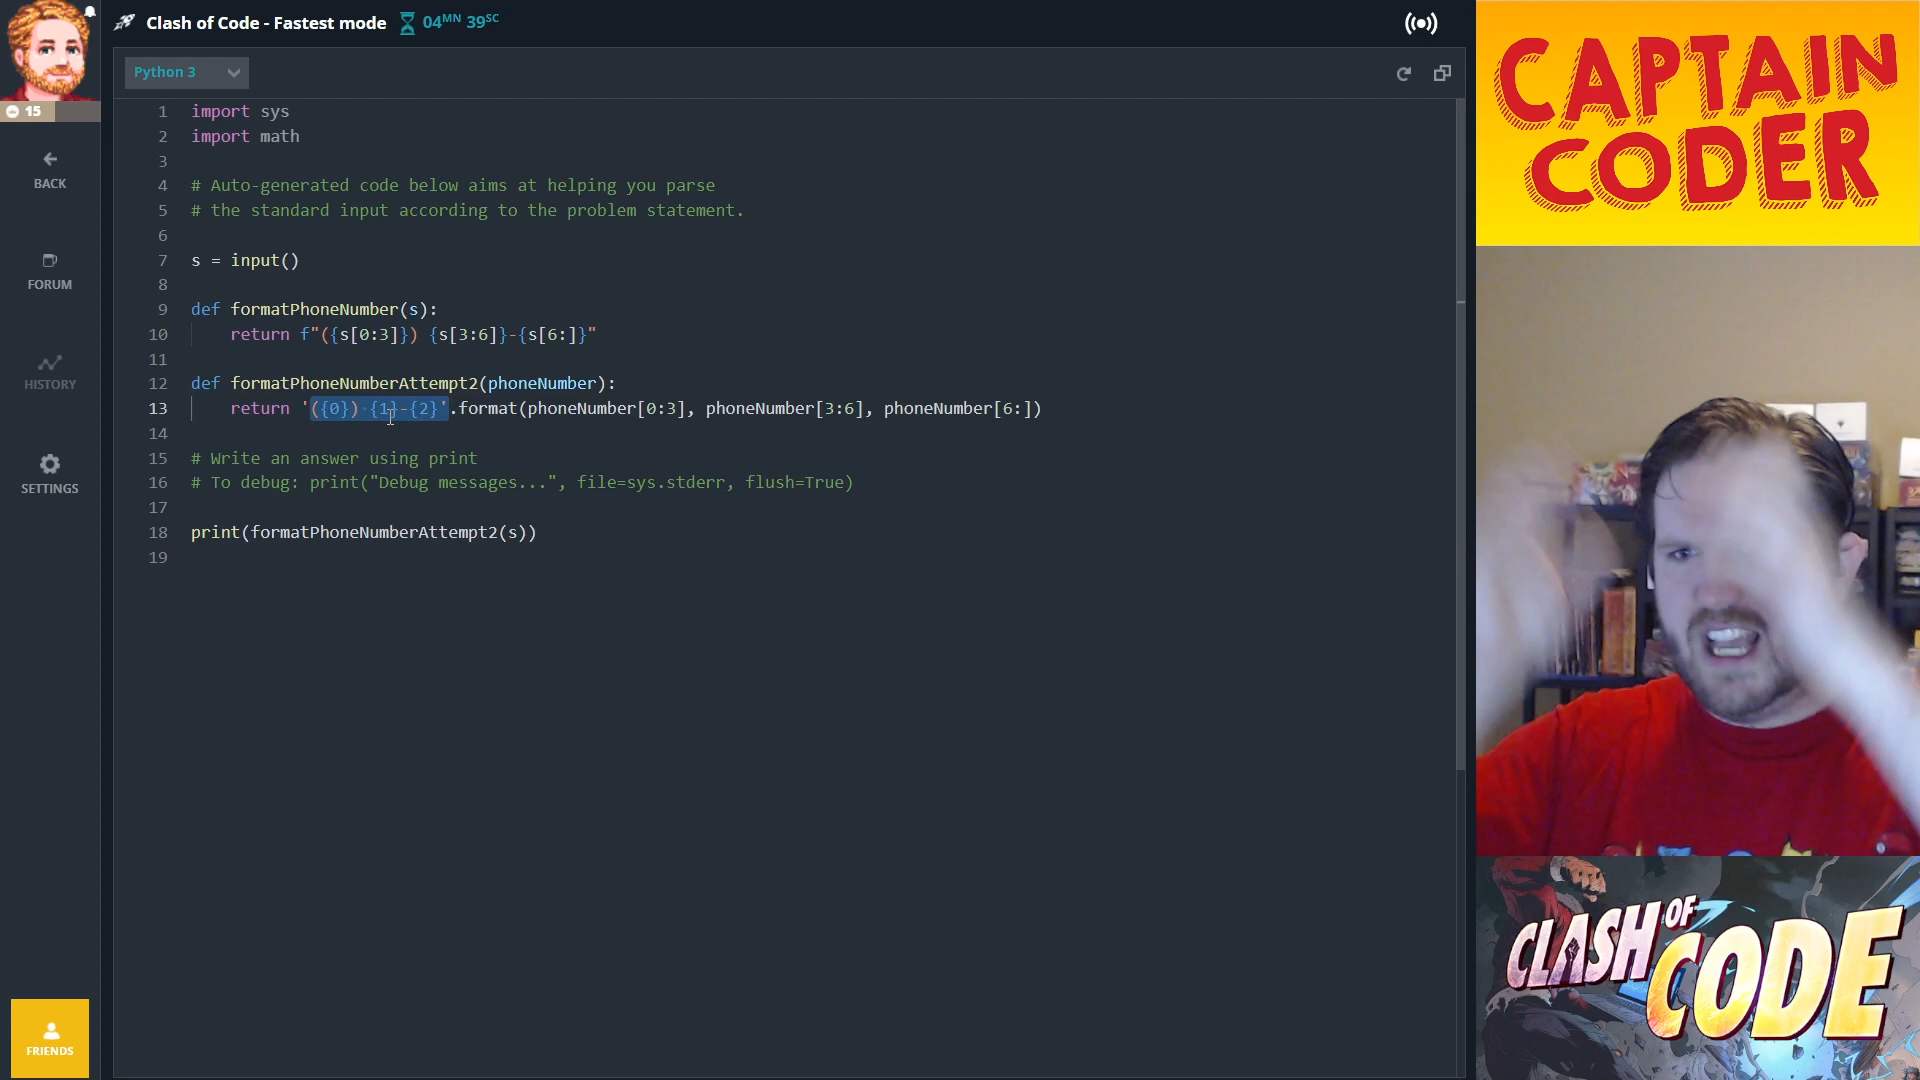 Clash of Code - Fastest mode 04MN 39SC
15
Python 3
BACK
FORUM
HISTORY
SETTINGS
FRIENDS
1 import sys
2 import math
3
4 # Auto-generated code below aims at helping you parse
5 # the standard input according to the problem statement.
6
7 s = input()
8
9 def formatPhoneNumber(s):
10 return f"({s[0:3]}) {s[3:6]}-{s[6:]}"
11
12 def formatPhoneNumberAttempt2(phoneNumber):
13 return '({0}) {1}-{2}'.format(phoneNumber[0:3], phoneNumber[3:6], phoneNumber[6:])
14
15 # Write an answer using print
16 # To debug: print("Debug messages...", file=sys.stderr, flush=True)
17
18 print(formatPhoneNumberAttempt2(s))
19
CAPTAIN
CODER
CLASH OF
CODE